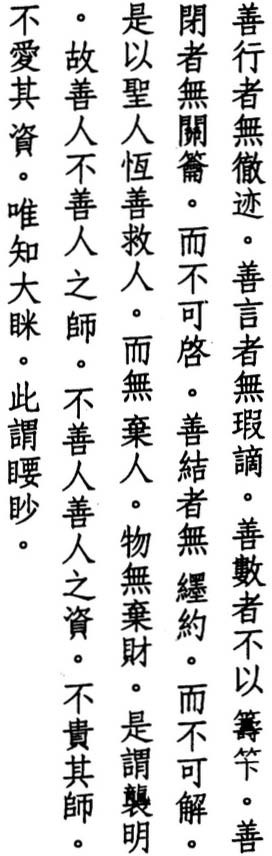 善行者無徹迹。善言者無瑕謫。善數者不以籌竿。善
閉者無關籥。而不可啓。善結者無纆約。而不可解。
是以聖人恆善救人。而無棄人。物無棄財。是謂襲明
。故善人不善人之師。不善人善人之資。不貴其師。
不愛其資。唯知大眯。此謂䁏眇。